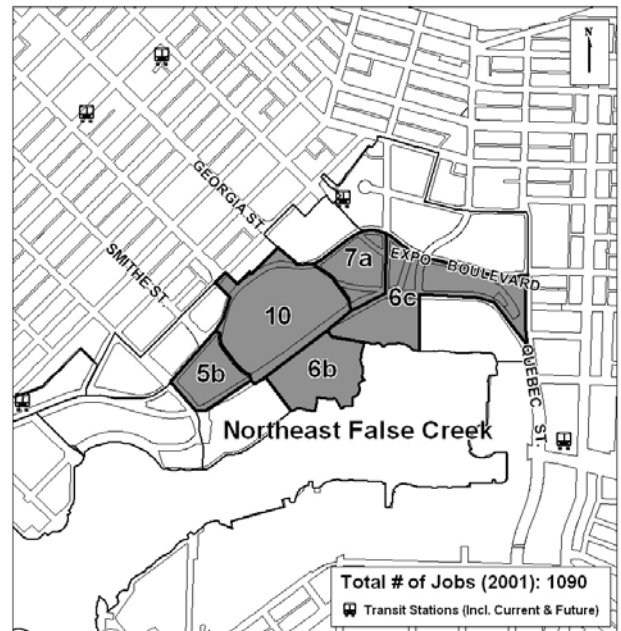 N
GEORGIA ST.
SMITHE ST.
7a
EXPO BOULEVARD
6c
10
5b
6b
QUEBEC ST.
Northeast False Creek
Total # of Jobs (2001): 1090
Transit Stations (Incl. Current & Future)